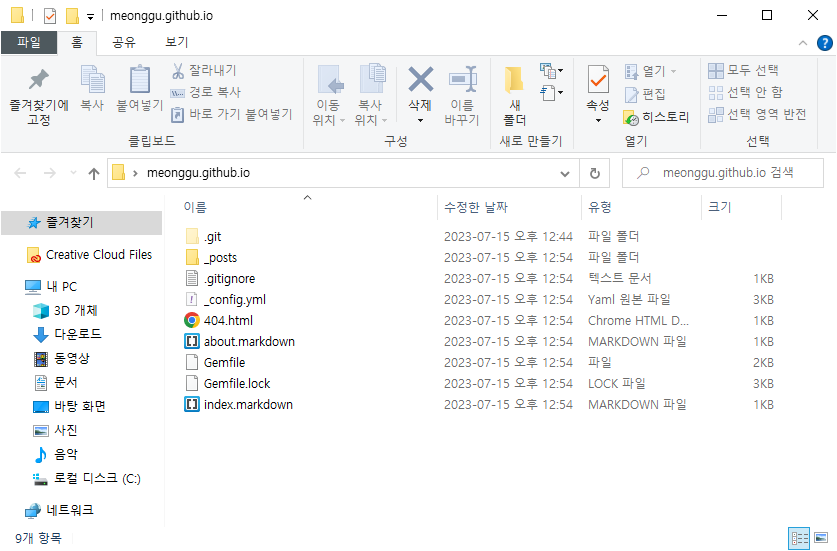 meonggu.github.io
파일 홈 공유 보기
즐겨찾기에 고정
복사
붙여넣기
잘라내기
경로 복사
바로 가기 붙여넣기
클립보드
이동 위치
복사 위치
삭제
이름 바꾸기
구성
새 폴더
새로 만들기
속성
열기
편집
히스토리
열기
모두 선택
선택 안 함
선택 영역 반전
선택
meonggu.github.io
meonggu.github.io 검색
즐겨찾기
Creative Cloud Files
내 PC
3D 개체
다운로드
동영상
문서
바탕 화면
사진
음악
로컬 디스크 (C:)
네트워크
이름 수정한 날짜 유형 크기
.git 2023-07-15 오후 12:44 파일 폴더
_posts 2023-07-15 오후 12:54 파일 폴더
.gitignore 2023-07-15 오후 12:54 텍스트 문서 1KB
_config.yml 2023-07-15 오후 12:54 Yaml 원본 파일 3KB
404.html 2023-07-15 오후 12:54 Chrome HTML D... 1KB
about.markdown 2023-07-15 오후 12:54 MARKDOWN 파일 1KB
Gemfile 2023-07-15 오후 12:54 파일 2KB
Gemfile.lock 2023-07-15 오후 12:54 LOCK 파일 3KB
index.markdown 2023-07-15 오후 12:54 MARKDOWN 파일 1KB
9개 항목